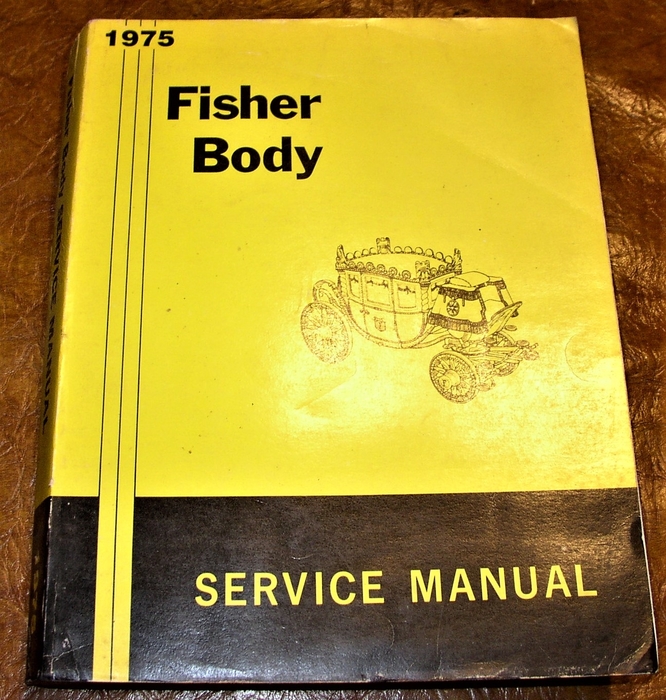 1975
Fisher
Body
SERVICE MANUAL
Fisher Body SERVICE MANUAL